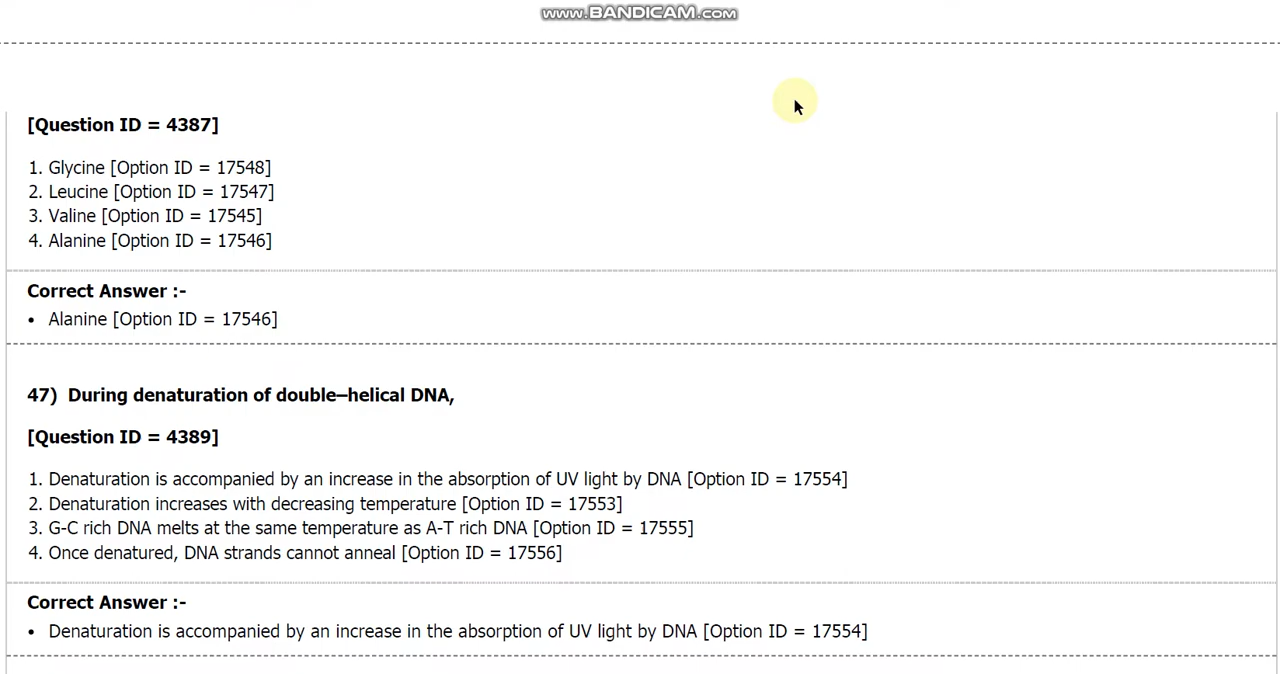 www.BANDICAM.com
[Question ID = 4387]
1. Glycine [Option ID = 17548]
2. Leucine [Option ID = 17547]
3. Valine [Option ID = 17545]
4. Alanine [Option ID = 17546]
Correct Answer :-
• Alanine [Option ID = 17546]
47) During denaturation of double–helical DNA,
[Question ID = 4389]
1. Denaturation is accompanied by an increase in the absorption of UV light by DNA [Option ID = 17554]
2. Denaturation increases with decreasing temperature [Option ID = 17553]
3. G-C rich DNA melts at the same temperature as A-T rich DNA [Option ID = 17555]
4. Once denatured, DNA strands cannot anneal [Option ID = 17556]
Correct Answer :-
• Denaturation is accompanied by an increase in the absorption of UV light by DNA [Option ID = 17554]